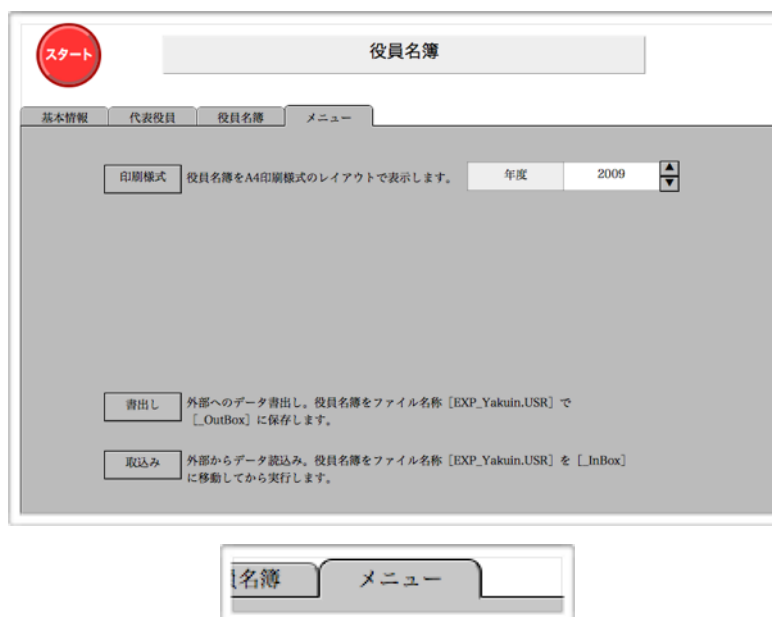 スタート
役員名簿
基本情報 代表役員 役員名簿 メニュー
印刷様式 役員名簿をA4印刷様式のレイアウトで表示します。 年度 2009
書出し 外部へのデータ書出し。役員名簿をファイル名称［EXP_Yakuin.USR］で
［_OutBox］に保存します。
取込み 外部からデータ読込み。役員名簿をファイル名称［EXP_Yakuin.USR］を［_InBox］
に移動してから実行します。
員名簿 メニュー